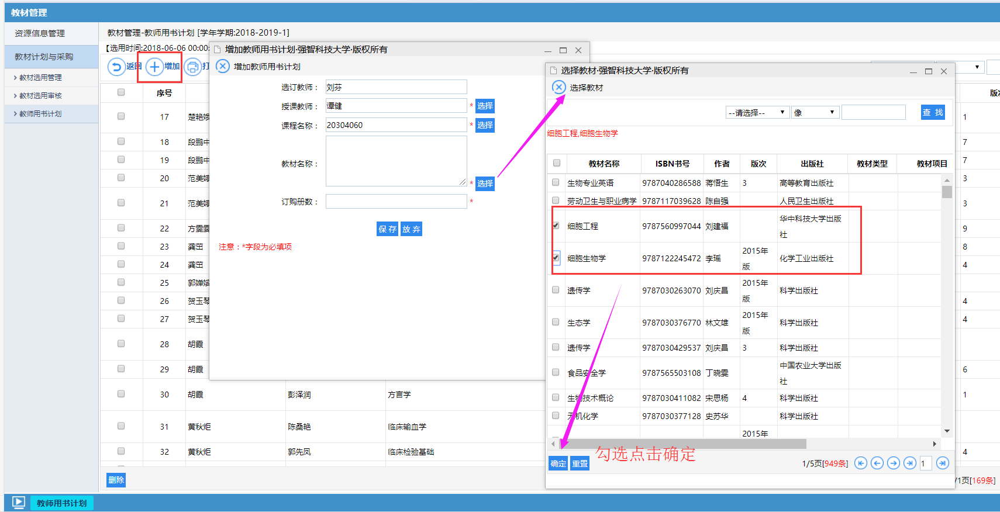 教材管理
资源信息管理
教材计划与采购
教材选用管理
教材选用审核
教师用书计划
教材管理-教师用书计划 [学年学期:2018-2019-1]
【选用时间:2018-06-06 00:00:
返回 增加 打
序号
17 楚艳娥
18 段鹏中
19 段鹏中
20 范美婷
21 范美婷
22 方雯雯
23 龚茁
24 龚茁
25 郭婵嫔
26 贺玉琴
27 贺玉琴
28 胡霞
29 胡霞
30 胡霞 彭泽润 方言学
31 黄秋炬 陈桑艳 临床输血学
32 黄秋炬 郭先凤 临床检验基础
删除
教师用书计划
增加教师用书计划·强智科技大学·版权所有
增加教师用书计划
选订教师： 刘芬
授课教师： 谭健 * 选择
课程名称： 20304060 * 选择
教材名称： * 选择
订购册数： *
保 存 放 弃
注意：*字段为必填项
选择教材·强智科技大学·版权所有
选择教材
--请选择-- 像 查 找
细胞工程,细胞生物学
教材名称 ISBN书号 作者 版次 出版社 教材类型 教材项目
生物专业英语 9787040286588 蒋悟生 3 高等教育出版社
劳动卫生与职业病学 9787117039628 陈自强 人民卫生出版社
细胞工程 9787560997044 刘建福 华中科技大学出版社
细胞生物学 9787122245472 李瑶 2015年版 化学工业出版社
遗传学 9787030263070 刘庆昌 2015年版 科学出版社
生态学 9787030376770 林文雄 2015年版 科学出版社
遗传学 9787030429537 刘庆昌 3 科学出版社
食品安全学 9787565503108 丁晓雯 中国农业大学出版社
生物技术概论 9787030411082 宋思杨 4 科学出版社
无机化学 9787030377128 史苏华 科学出版社
2015年
确定 重置 勾选点击确定 1/5页[949条] 1
版次
1
7
7
3
3
9
8
4
4
4
6
1
4
/1页[169条]